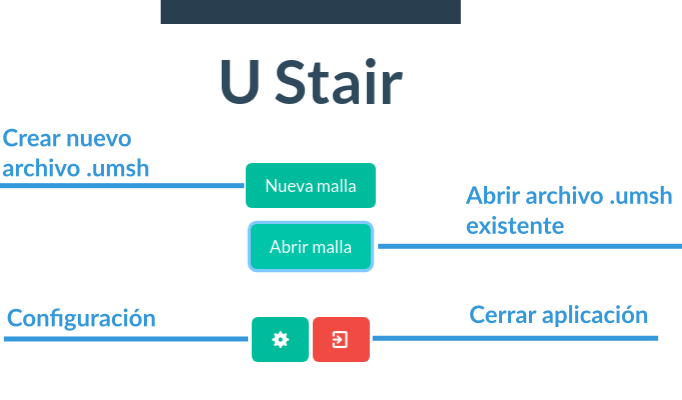 U Stair
Crear nuevo
archivo .umsh
Nueva malla
Abrir archivo .umsh
existente
Abrir malla
Configuración
Cerrar aplicación